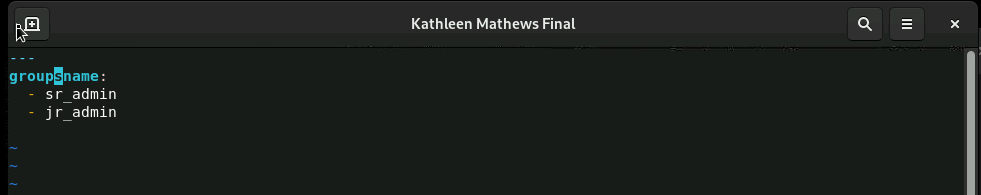 Kathleen Mathews Final
---
groupsname:
  - sr_admin
  - jr_admin
~
~
~